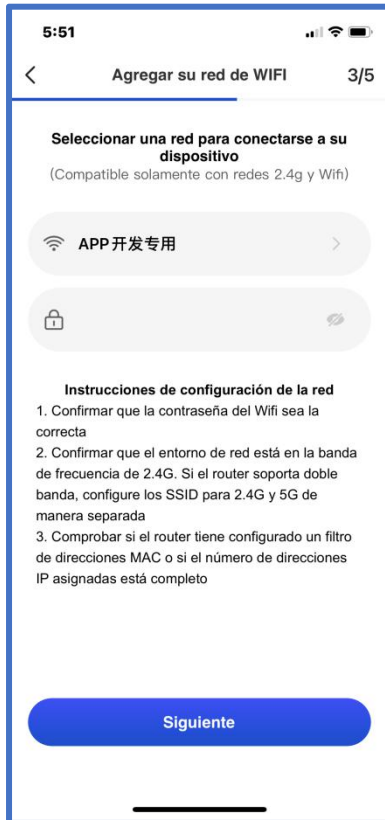 5:51
Agregar su red de WIFI 3/5
Seleccionar una red para conectarse a su
dispositivo
(Compatible solamente con redes 2.4g y Wifi)
APP开发专用
Instrucciones de configuración de la red
1. Confirmar que la contraseña del Wifi sea la
correcta
2. Confirmar que el entorno de red está en la banda
de frecuencia de 2.4G. Si el router soporta doble
banda, configure los SSID para 2.4G y 5G de
manera separada
3. Comprobar si el router tiene configurado un filtro
de direcciones MAC o si el número de direcciones
IP asignadas está completo
Siguiente